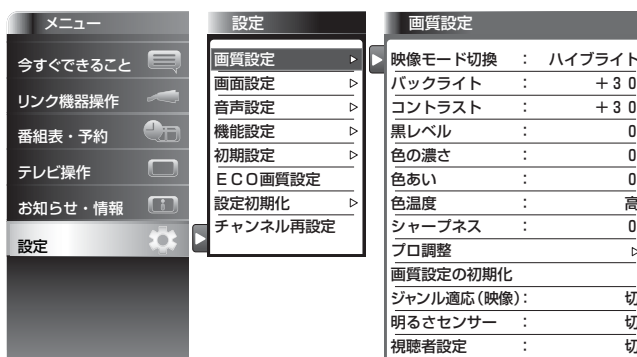 メニュー
今すぐできること
リンク機器操作
番組表・予約
テレビ操作
お知らせ・情報
設定
設定
画質設定
画面設定
音声設定
機能設定
初期設定
ECO画質設定
設定初期化
チャンネル再設定
画質設定
映像モード切換 : ハイブライト
バックライト : +30
コントラスト : +30
黒レベル : 0
色の濃さ : 0
色あい : 0
色温度 : 高
シャープネス : 0
プロ調整
画質設定の初期化
ジャンル適応(映像): 切
明るさセンサー : 切
視聴者設定 : 切